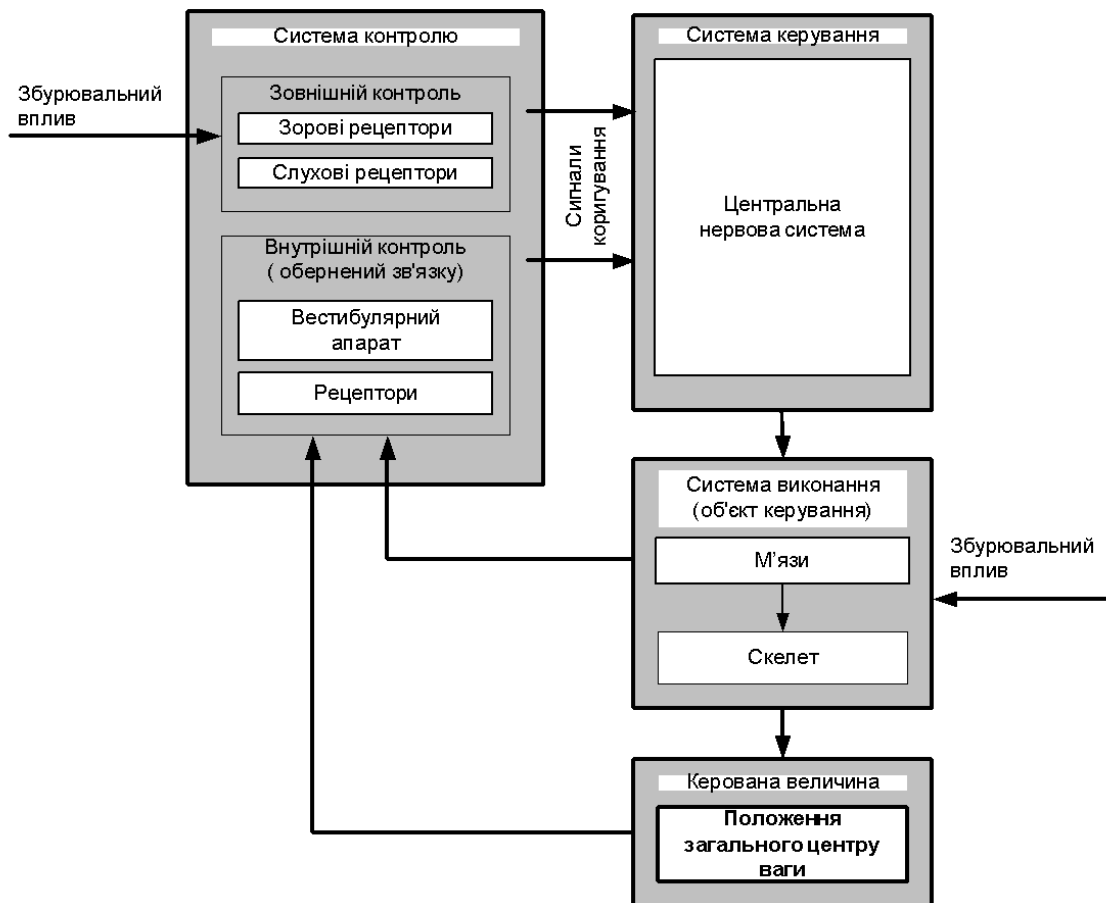 Система контролю
Збурювальний
вплив
Зовнішній контроль
Зорові рецептори
Слухові рецептори
Внутрішній контроль
( обернений зв'язку)
Вестибулярний
апарат
Рецептори
Сигнали
коригування
Система керування
Центральна
нервова система
Система виконання
(об'єкт керування)
М’язи
Скелет
Збурювальний
вплив
Керована величина
Положення
загального центру
ваги